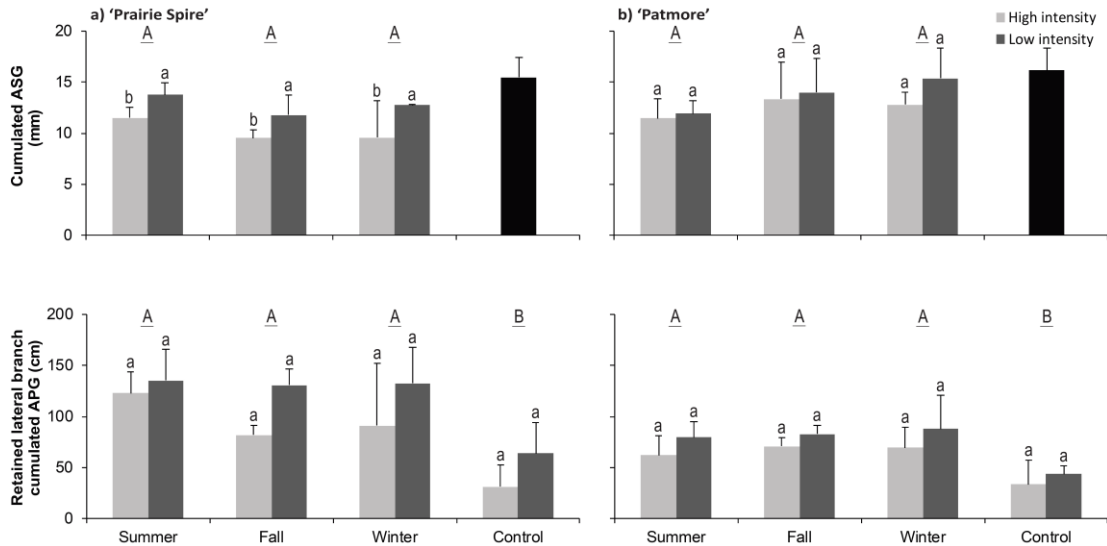 a) ‘Prairie Spire’
b) ‘Patmore’
High intensity
Low intensity
Cumulated ASG
(mm)
20
15
10
5
0
A A A
b a b a b a
A A A
a a a a a a
Retained lateral branch
cumulated APG (cm)
200
150
100
50
0
A A A B
a a a a a a a a
A A A B
a a a a a a a a
Summer Fall Winter Control
Summer Fall Winter Control